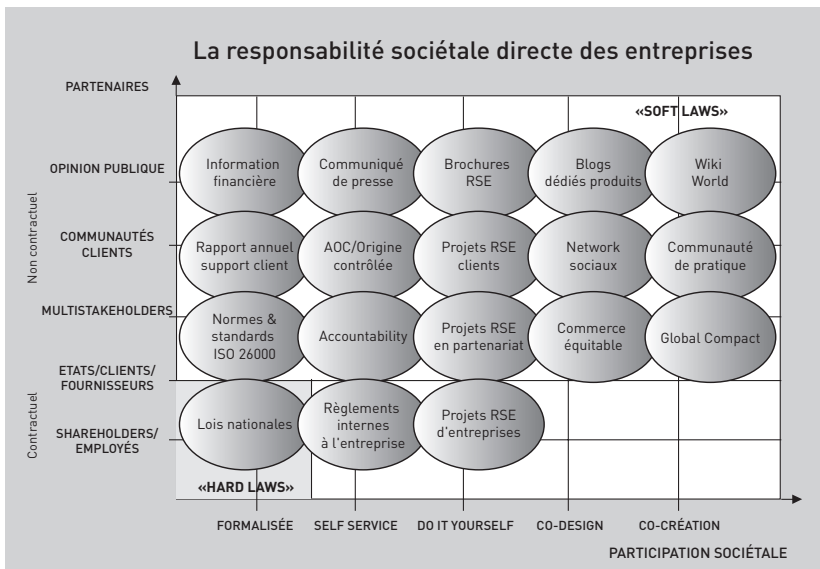 La responsabilité sociétale directe des entreprises
PARTENAIRES
«SOFT LAWS»
OPINION PUBLIQUE
Information
financière
Communiqué
de presse
Brochures
RSE
Blogs
dédiés produits
Wiki
World
Non contractuel
COMMUNAUTÉS
CLIENTS
Rapport annuel
support client
AOC/Origine
contrôlée
Projets RSE
clients
Network
sociaux
Communauté
de pratique
MULTISTAKEHOLDERS
Normes &
standards
ISO 26000
Accountability
Projets RSE
en partenariat
Commerce
équitable
Global Compact
ETATS/CLIENTS/
FOURNISSEURS
Contractuel
SHAREHOLDERS/
EMPLOYÉS
Lois nationales
Règlements
internes
à l'entreprise
Projets RSE
d'entreprises
«HARD LAWS»
FORMALISÉE
SELF SERVICE
DO IT YOURSELF
CO-DESIGN
CO-CRÉATION
PARTICIPATION SOCIÉTALE